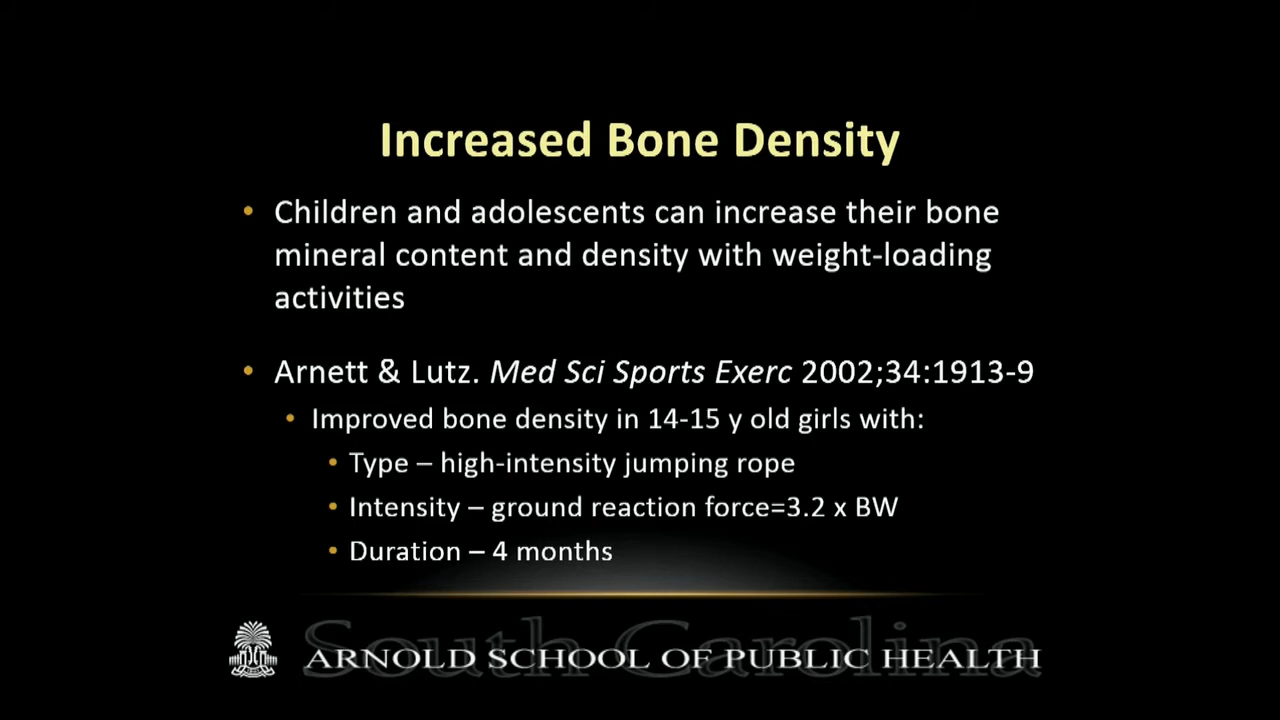 Increased Bone Density
• Children and adolescents can increase their bone
mineral content and density with weight-loading
activities
• Arnett & Lutz. Med Sci Sports Exerc 2002;34:1913-9
• Improved bone density in 14-15 y old girls with:
• Type – high-intensity jumping rope
• Intensity – ground reaction force=3.2 x BW
• Duration – 4 months
South Carolina
ARNOLD SCHOOL OF PUBLIC HEALTH